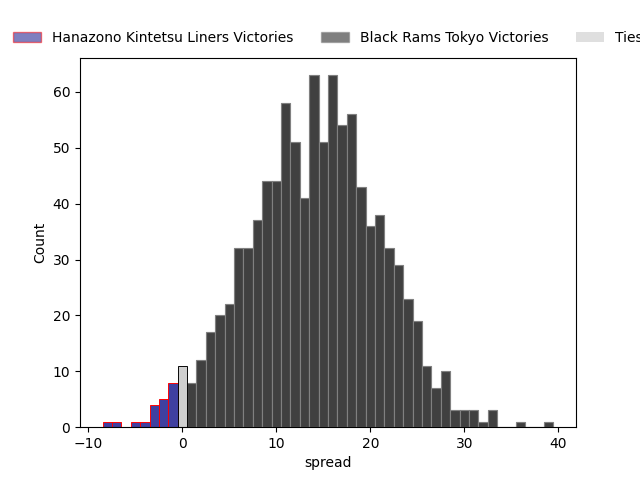 Hanazono Kintetsu Liners Victories Black Rams Tokyo Victories Ties
60
50
40
30
20
10
0
Count
−10 0 10 20 30 40
spread